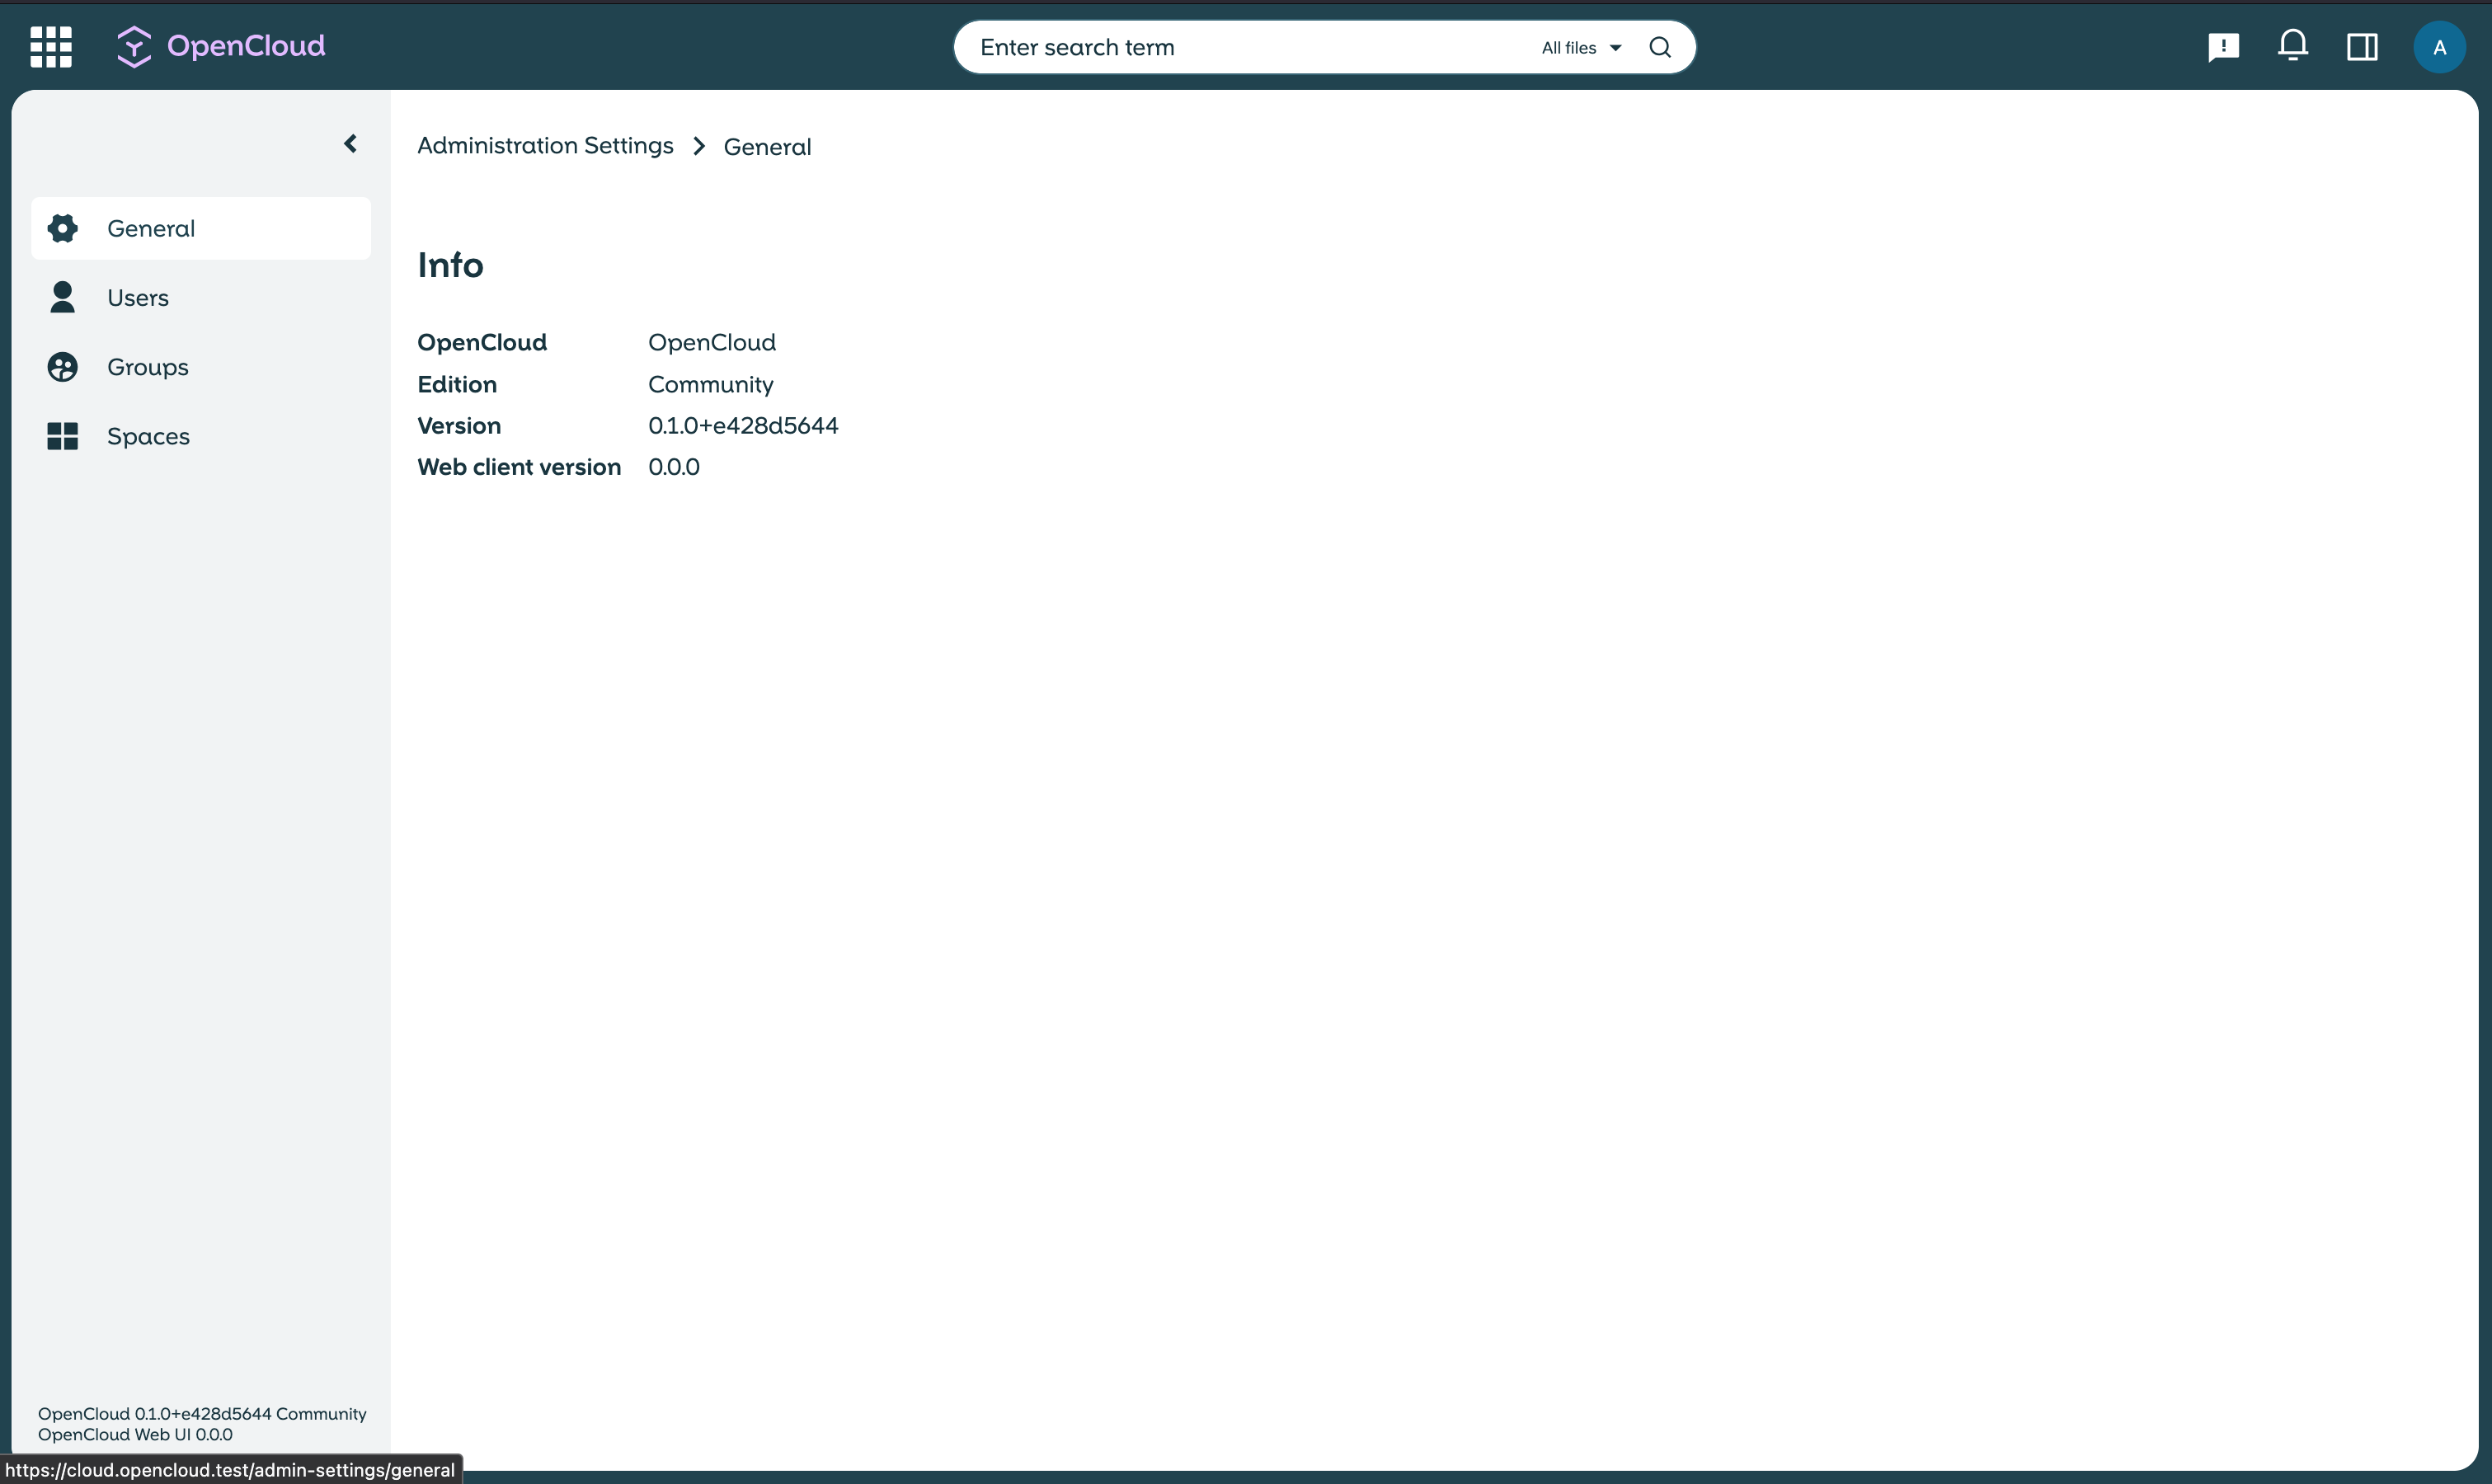 OpenCloud
Enter search term
All files
A
Administration Settings
General
General
Users
Groups
Spaces
Info
OpenCloud OpenCloud
Edition Community
Version 0.1.0+e428d5644
Web client version 0.0.0
OpenCloud 0.1.0+e428d5644 Community
OpenCloud Web UI 0.0.0
https://cloud.opencloud.test/admin-settings/general